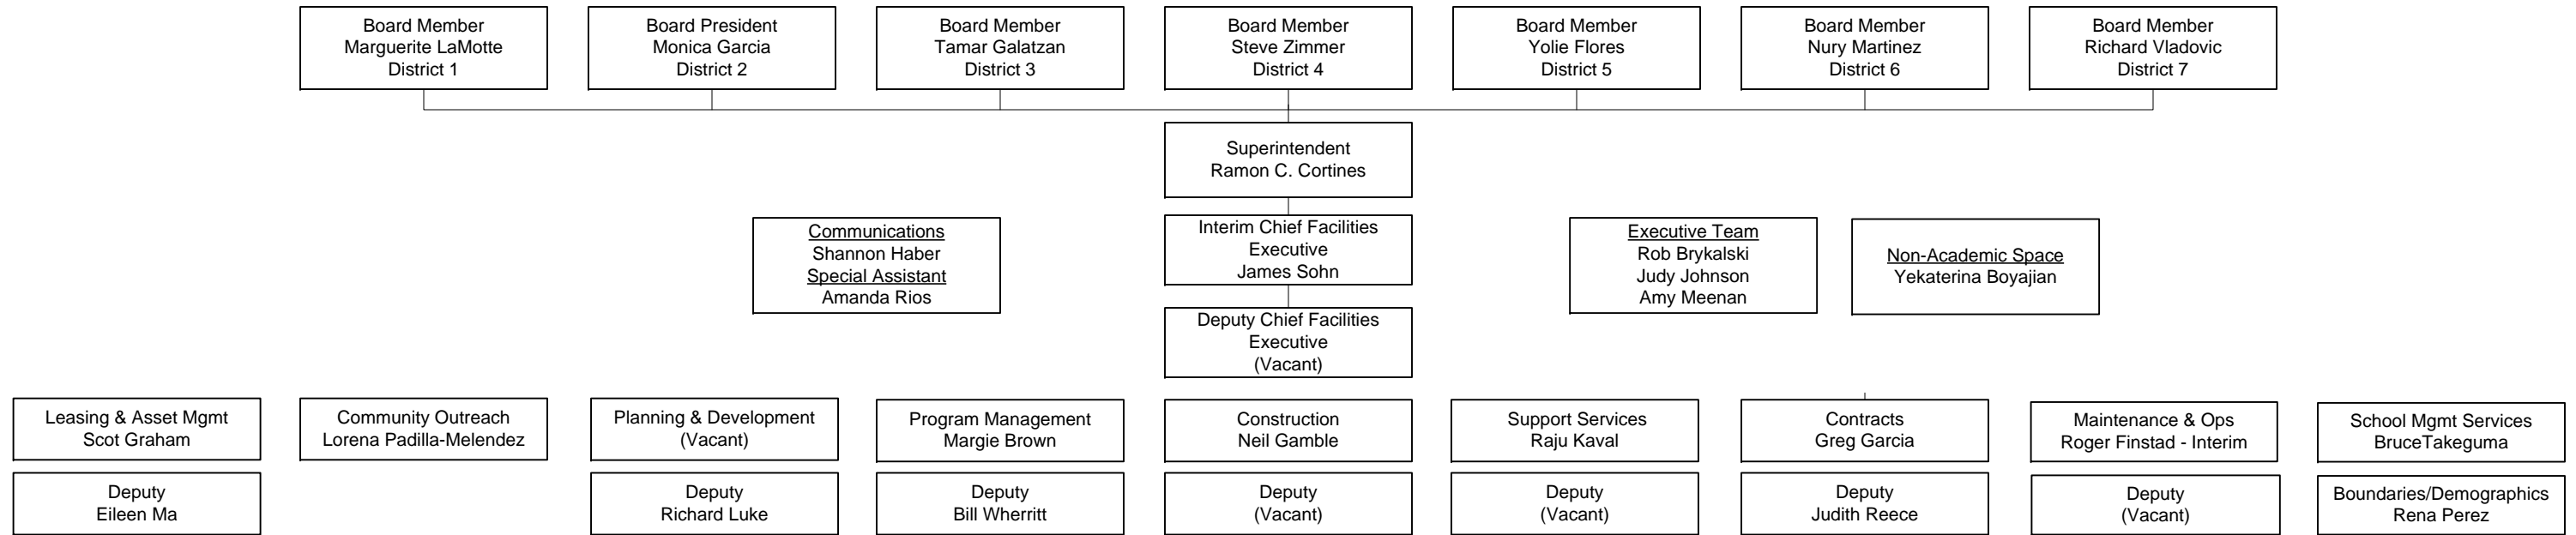 Board Member
Marguerite LaMotte
District 1
Board President
Monica Garcia
District 2
Board Member
Tamar Galatzan
District 3
Board Member
Steve Zimmer
District 4
Board Member
Yolie Flores
District 5
Board Member
Nury Martinez
District 6
Board Member
Richard Vladovic
District 7
Superintendent
Ramon C. Cortines
Communications
Shannon Haber
Special Assistant
Amanda Rios
Interim Chief Facilities
Executive
James Sohn
Executive Team
Rob Brykalski
Judy Johnson
Amy Meenan
Non-Academic Space
Yekaterina Boyajian
Deputy Chief Facilities
Executive
(Vacant)
Leasing & Asset Mgmt
Scot Graham
Community Outreach
Lorena Padilla-Melendez
Planning & Development
(Vacant)
Program Management
Margie Brown
Construction
Neil Gamble
Support Services
Raju Kaval
Contracts
Greg Garcia
Maintenance & Ops
Roger Finstad - Interim
School Mgmt Services
BruceTakeguma
Deputy
Eileen Ma
Deputy
Richard Luke
Deputy
Bill Wherritt
Deputy
(Vacant)
Deputy
(Vacant)
Deputy
Judith Reece
Deputy
(Vacant)
Boundaries/Demographics
Rena Perez